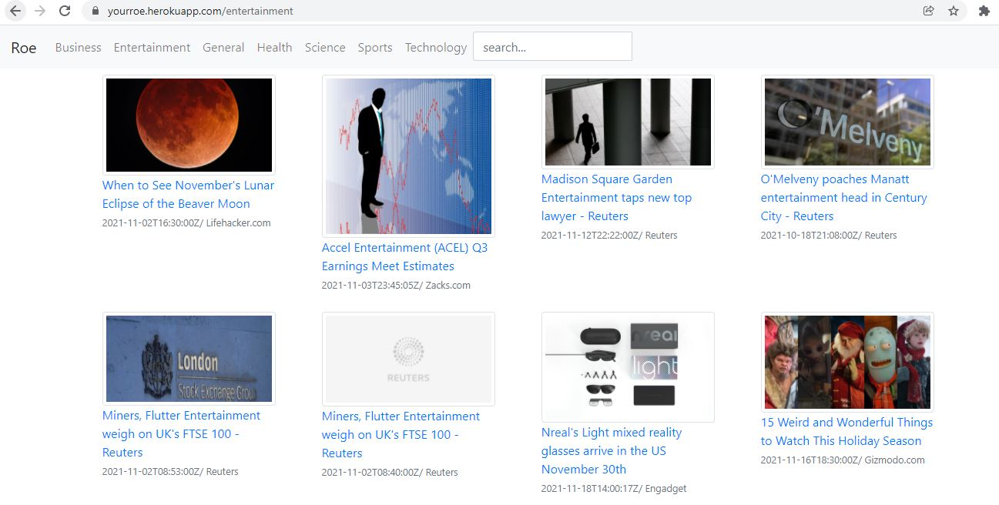 yourroe.herokuapp.com/entertainment
Roe Business Entertainment General Health Science Sports Technology search...
When to See November's Lunar
Eclipse of the Beaver Moon
2021-11-02T16:30:00Z/ Lifehacker.com
Accel Entertainment (ACEL) Q3
Earnings Meet Estimates
2021-11-03T23:45:05Z/ Zacks.com
Madison Square Garden
Entertainment taps new top
lawyer - Reuters
2021-11-12T22:22:00Z/ Reuters
O'Melveny
O'Melveny poaches Manatt
entertainment head in Century
City - Reuters
2021-10-18T21:08:00Z/ Reuters
London
Stock Exchange Group
Miners, Flutter Entertainment
weigh on UK's FTSE 100 -
Reuters
2021-11-02T08:53:00Z/ Reuters
REUTERS
Miners, Flutter Entertainment
weigh on UK's FTSE 100 -
Reuters
2021-11-02T08:40:00Z/ Reuters
nreal
light
Nreal's Light mixed reality
glasses arrive in the US
November 30th
2021-11-18T14:00:17Z/ Engadget
15 Weird and Wonderful Things
to Watch This Holiday Season
2021-11-16T18:30:00Z/ Gizmodo.com